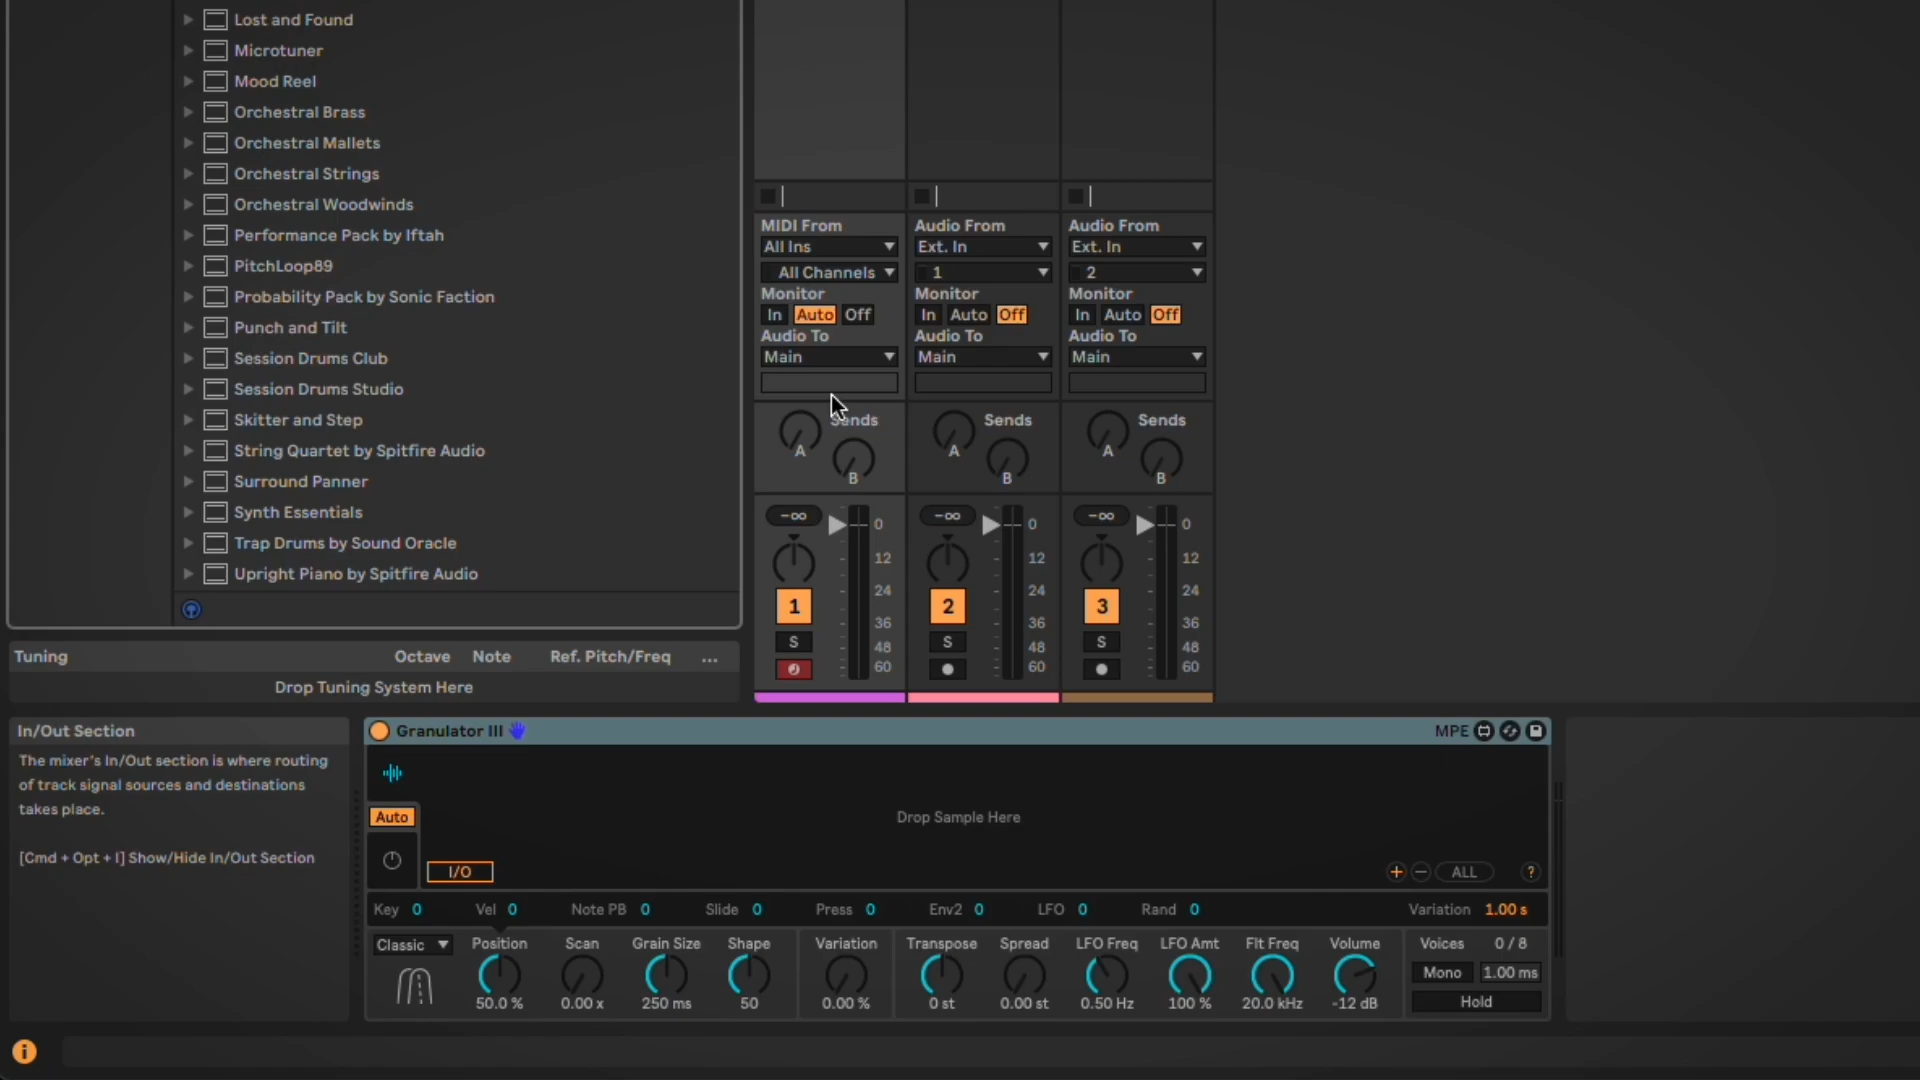 Lost and Found
Microtuner
Mood Reel
Orchestral Brass
Orchestral Mallets
Orchestral Strings
Orchestral Woodwinds
Performance Pack by Iftah
PitchLoop89
Probability Pack by Sonic Faction
Punch and Tilt
Session Drums Club
Session Drums Studio
Skitter and Step
String Quartet by Spitfire Audio
Surround Panner
Synth Essentials
Trap Drums by Sound Oracle
Upright Piano by Spitfire Audio
MIDI From Audio From Audio From
All Ins Ext. In Ext. In
All Channels 1 2
Monitor Monitor Monitor
In Auto Off In Auto Off In Auto Off
Audio To Audio To Audio To
Main Main Main
Sends Sends Sends
A A A
B B B
-∞ 0 -∞ 0 -∞ 0
12 12 12
24 24 24
1 2 3
36 36 36
S 48 S 48 S 48
60 60 60
Tuning Octave Note Ref. Pitch/Freq ...
Drop Tuning System Here
In/Out Section
The mixer's In/Out section is where routing
of track signal sources and destinations
takes place.
[Cmd + Opt + I] Show/Hide In/Out Section
Granulator III MPE
Auto
Drop Sample Here
I/O + − ALL ?
Key 0 Vel 0 Note PB 0 Slide 0 Press 0 Env2 0 LFO 0 Rand 0 Variation 1.00 s
Classic Position Scan Grain Size Shape Variation Transpose Spread LFO Freq LFO Amt Flt Freq Volume Voices 0 / 8
Mono 1.00 ms
50.0 % 0.00 x 250 ms 50 0.00 % 0 st 0.00 st 0.50 Hz 100 % 20.0 kHz -12 dB Hold
i